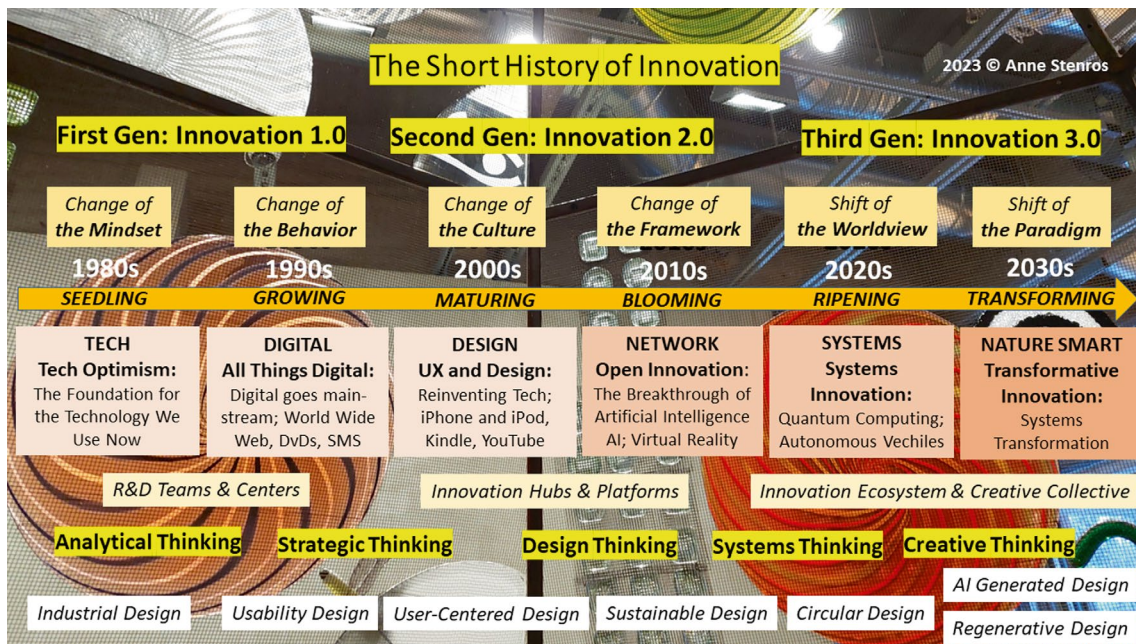 The Short History of Innovation
2023 © Anne Stenros
First Gen: Innovation 1.0
Second Gen: Innovation 2.0
Third Gen: Innovation 3.0
Change of
the Mindset
Change of
the Behavior
Change of
the Culture
Change of
the Framework
Shift of
the Worldview
Shift of
the Paradigm
1980s
1990s
2000s
2010s
2020s
2030s
SEEDLING
GROWING
MATURING
BLOOMING
RIPENING
TRANSFORMING
TECH
Tech Optimism:
The Foundation for
the Technology We
Use Now
DIGITAL
All Things Digital:
Digital goes main-
stream; World Wide
Web, DvDs, SMS
DESIGN
UX and Design:
Reinventing Tech;
iPhone and iPod,
Kindle, YouTube
NETWORK
Open Innovation:
The Breakthrough of
Artificial Intelligence
AI; Virtual Reality
SYSTEMS
Systems
Innovation:
Quantum Computing;
Autonomous Vechiles
NATURE SMART
Transformative
Innovation:
Systems
Transformation
R&D Teams & Centers
Innovation Hubs & Platforms
Innovation Ecosystem & Creative Collective
Analytical Thinking
Strategic Thinking
Design Thinking
Systems Thinking
Creative Thinking
Industrial Design
Usability Design
User-Centered Design
Sustainable Design
Circular Design
AI Generated Design
Regenerative Design